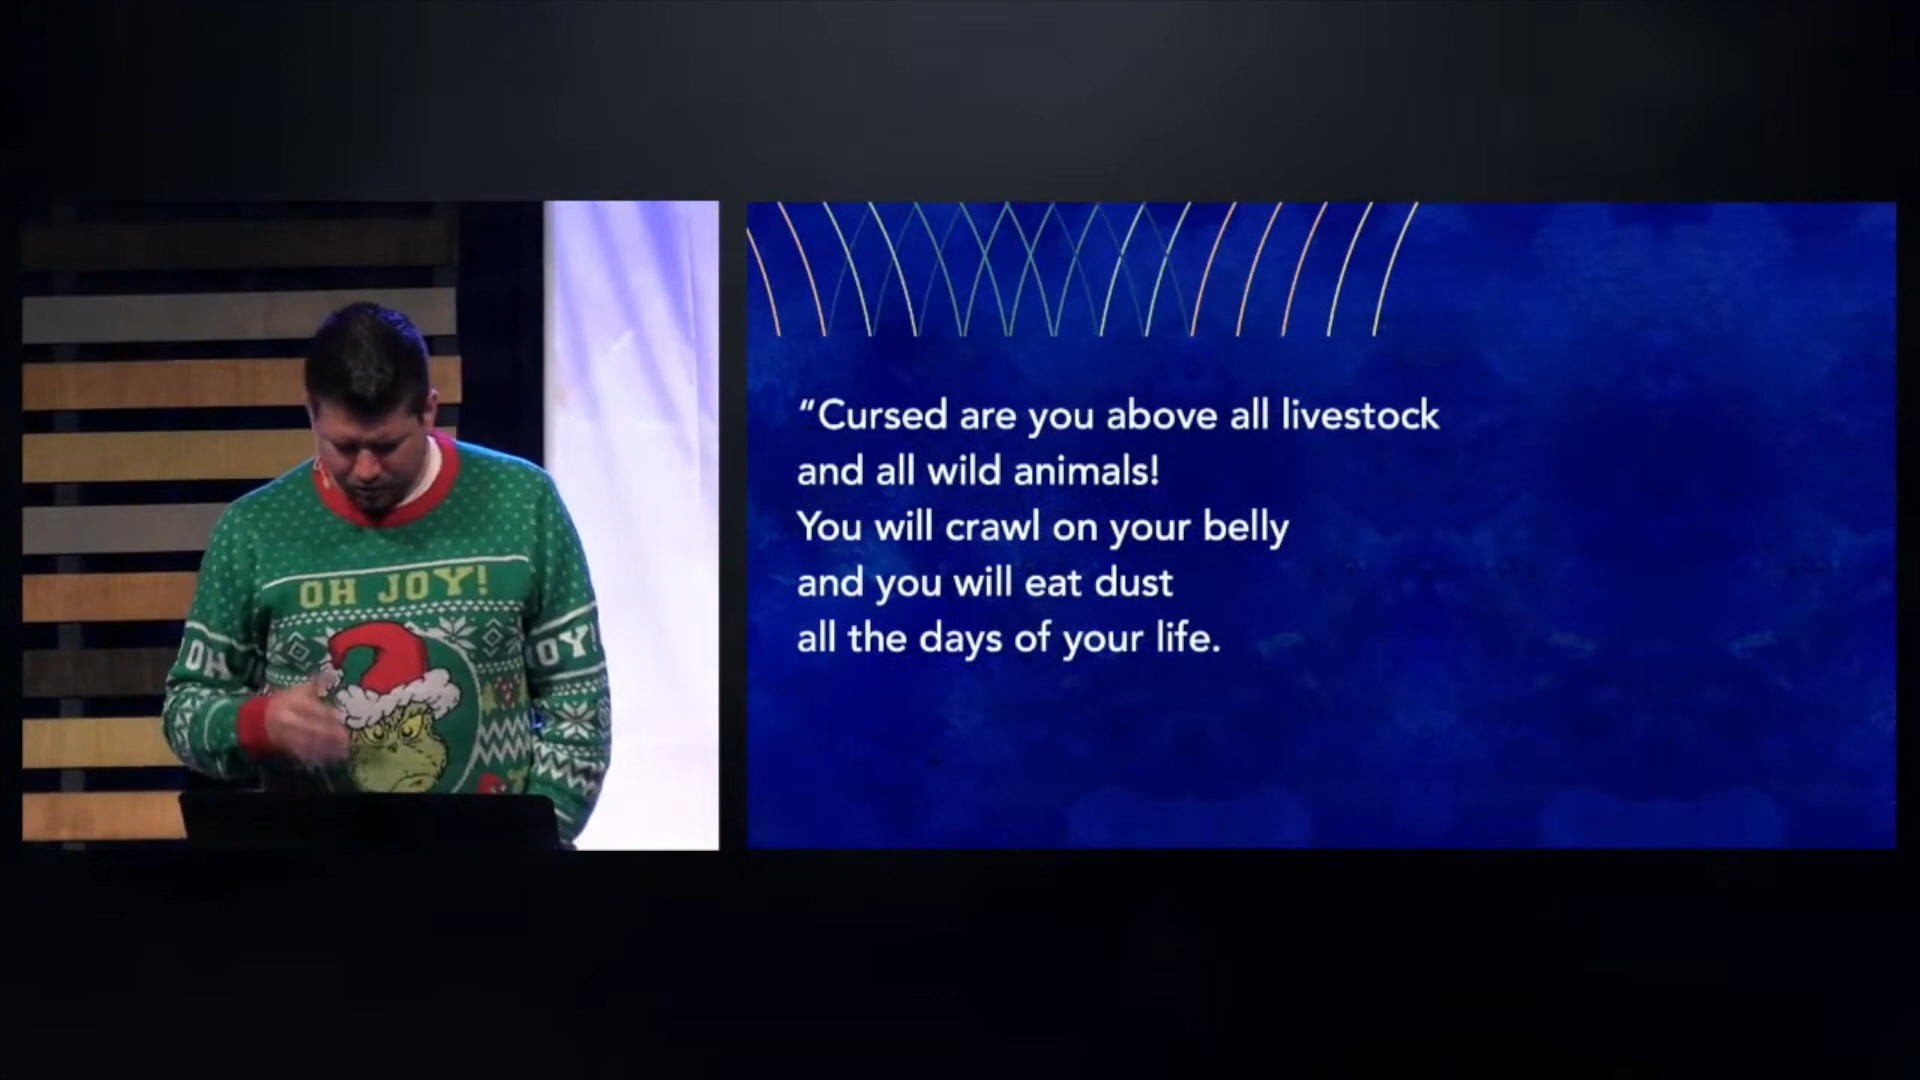 OH JOY!
OH
OY!
“Cursed are you above all livestock
and all wild animals!
You will crawl on your belly
and you will eat dust
all the days of your life.